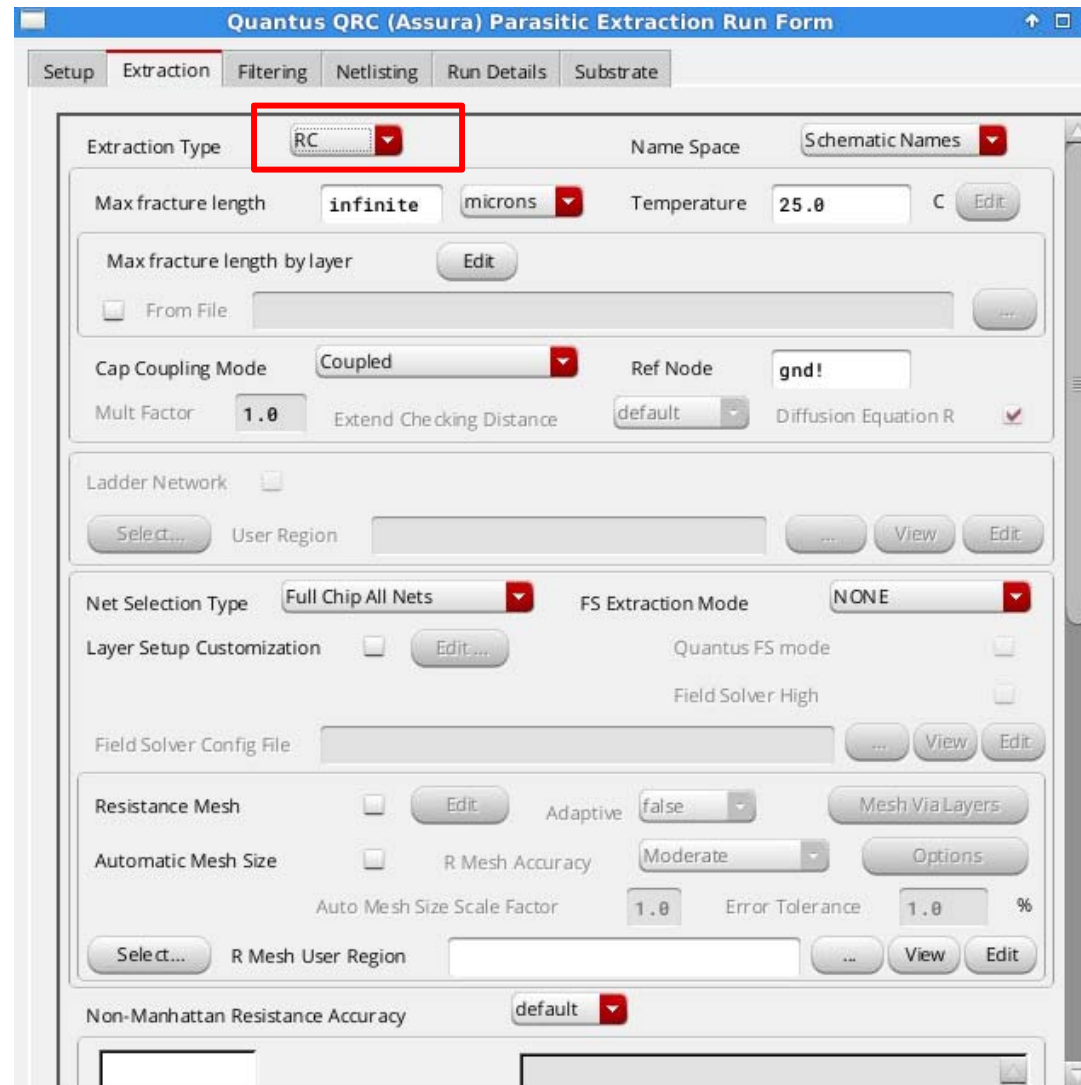 Quantus QRC (Assura) Parasitic Extraction Run Form
Setup Extraction Filtering Netlisting Run Details Substrate
Extraction Type RC Name Space Schematic Names
Max fracture length infinite microns Temperature 25.0 C Edit
Max fracture length by layer Edit
From File ...
Cap Coupling Mode Coupled Ref Node gnd!
Mult Factor 1.0 Extend Checking Distance default Diffusion Equation R
Ladder Network
Select... User Region ... View Edit
Net Selection Type Full Chip All Nets FS Extraction Mode NONE
Layer Setup Customization Edit ... Quantus FS mode
Field Solver High
Field Solver Config File ... View Edit
Resistance Mesh Edit Adaptive false Mesh Via Layers
Automatic Mesh Size R Mesh Accuracy Moderate Options
Auto Mesh Size Scale Factor 1.0 Error Tolerance 1.0 %
Select... R Mesh User Region ... View Edit
Non-Manhattan Resistance Accuracy default